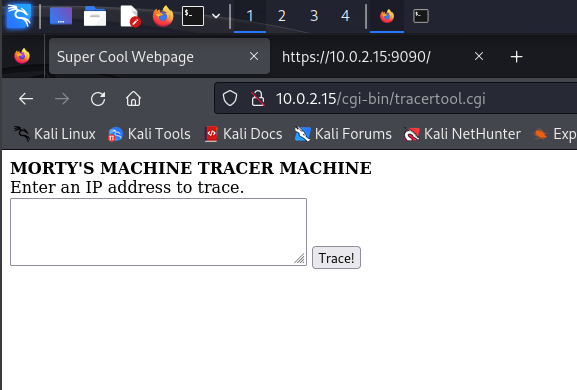 1 2 3 4
Super Cool Webpage https://10.0.2.15:9090/
10.0.2.15/cgi-bin/tracertool.cgi
Kali Linux Kali Tools Kali Docs Kali Forums Kali NetHunter Exp
MORTY'S MACHINE TRACER MACHINE
Enter an IP address to trace.
Trace!